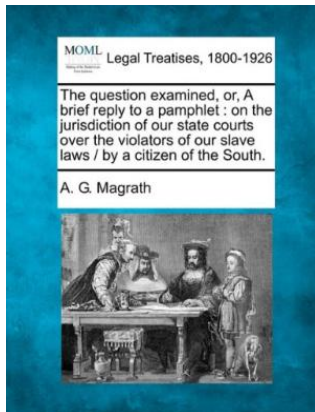 MOML Legal Treatises, 1800-1926
The question examined, or, A
brief reply to a pamphlet : on the
jurisdiction of our state courts
over the violators of our slave
laws / by a citizen of the South.
A. G. Magrath